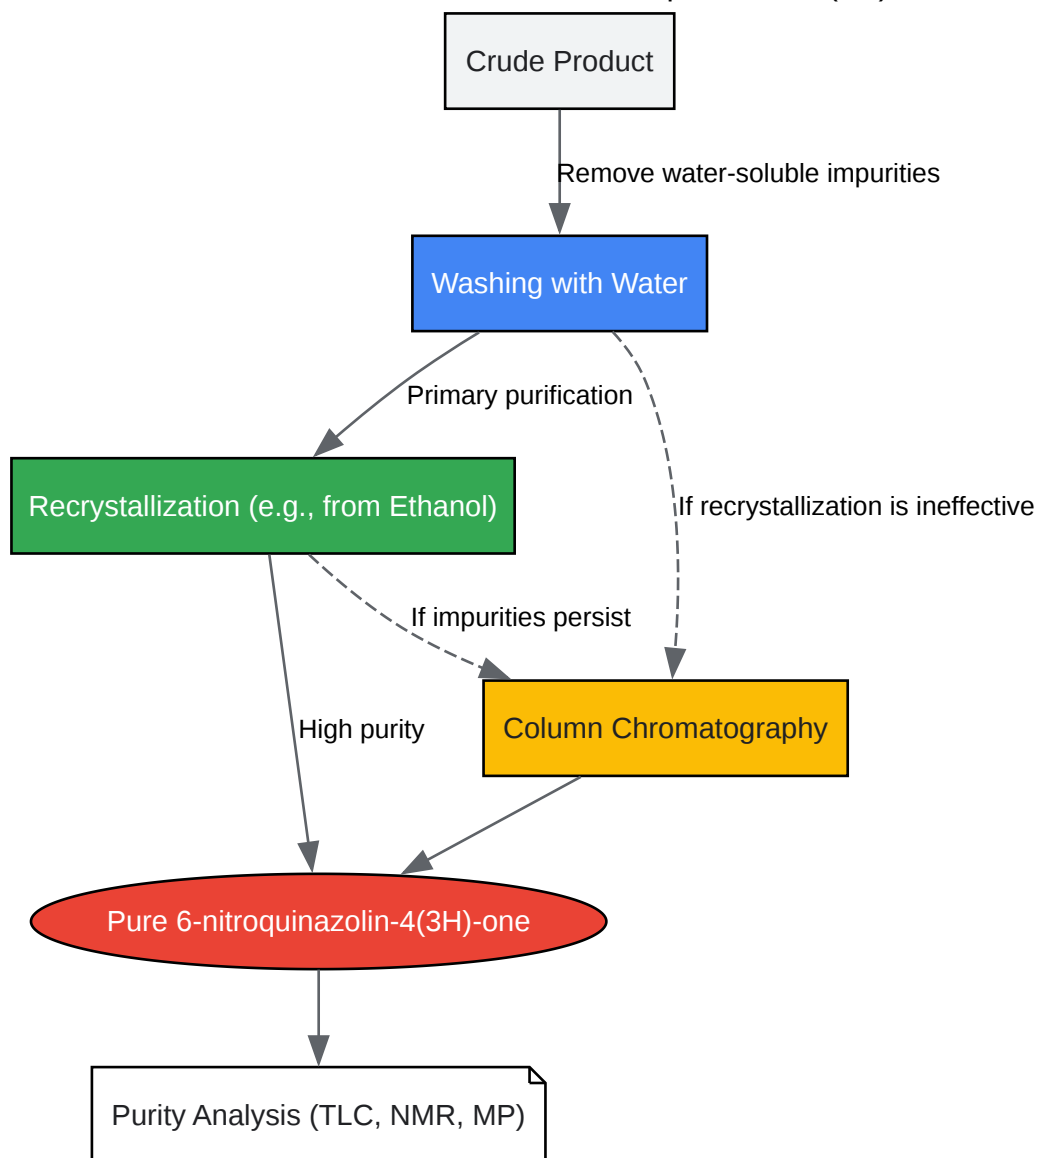 Crude Product
Remove water-soluble impurities
Washing with Water
Primary purification
Recrystallization (e.g., from Ethanol)
If recrystallization is ineffective
If impurities persist
High purity
Column Chromatography
Pure 6-nitroquinazolin-4(3H)-one
Purity Analysis (TLC, NMR, MP)